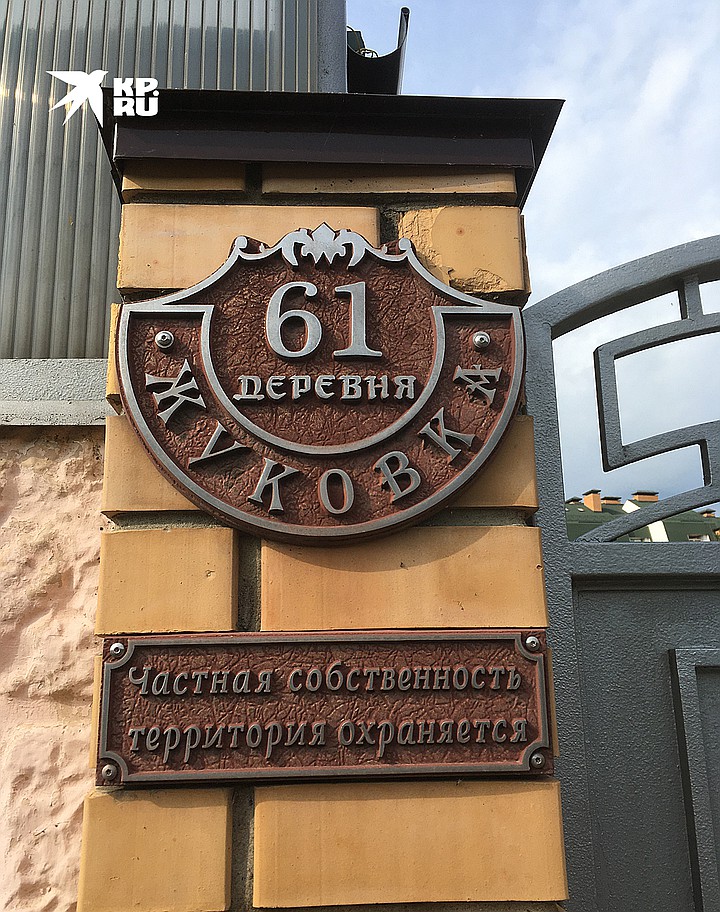 KP.
RU
61
ДЕРЕВНЯ
ЖУКОВКА
Частная собственность
территория охраняется